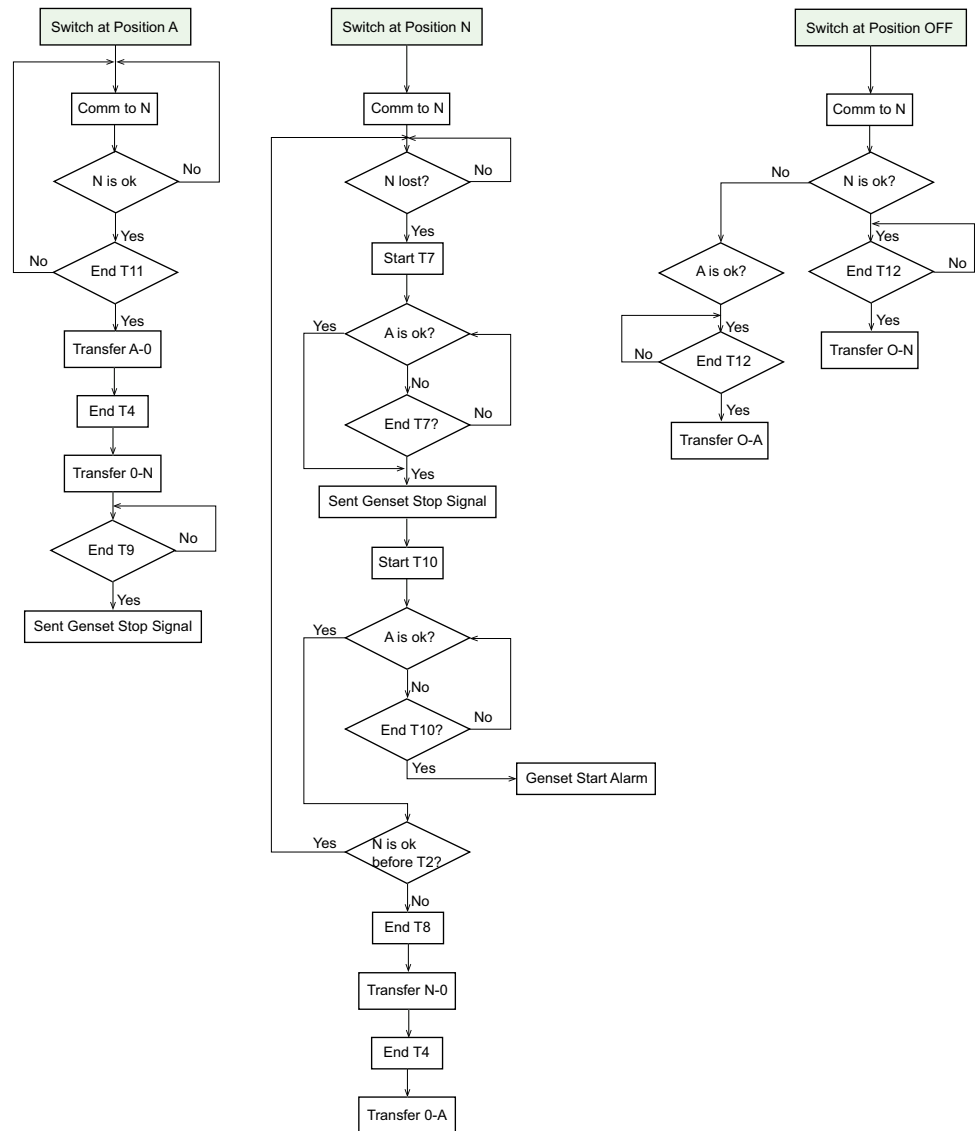 Switch at Position A
Comm to N
N is ok
No
Yes
No
End T11
Yes
Transfer A-0
End T4
Transfer 0-N
End T9
No
Yes
Sent Genset Stop Signal
Switch at Position N
Comm to N
N lost?
No
Yes
Start T7
Yes
A is ok?
No
End T7?
No
Yes
Sent Genset Stop Signal
Start T10
Yes
A is ok?
No
End T10?
No
Yes
Genset Start Alarm
Yes
N is ok
before T2?
No
End T8
Transfer N-0
End T4
Transfer 0-A
Switch at Position OFF
Comm to N
No
N is ok?
Yes
End T12
No
Yes
Transfer O-N
A is ok?
Yes
No
End T12
Yes
Transfer O-A